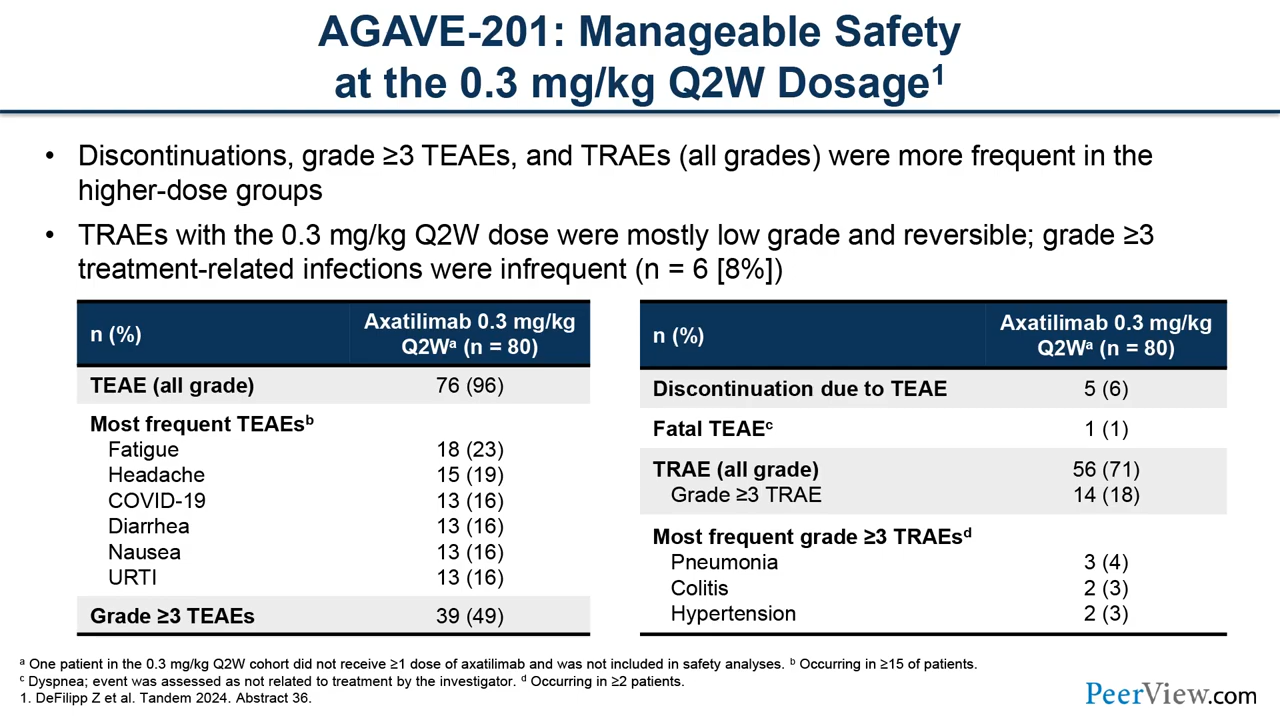 AGAVE-201: Manageable Safety
at the 0.3 mg/kg Q2W Dosage¹
• Discontinuations, grade ≥3 TEAEs, and TRAEs (all grades) were more frequent in the
higher-dose groups
• TRAEs with the 0.3 mg/kg Q2W dose were mostly low grade and reversible; grade ≥3
treatment-related infections were infrequent (n = 6 [8%])
n (%) Axatilimab 0.3 mg/kg
Q2Wᵃ (n = 80)
TEAE (all grade) 76 (96)
Most frequent TEAEsᵇ
Fatigue 18 (23)
Headache 15 (19)
COVID-19 13 (16)
Diarrhea 13 (16)
Nausea 13 (16)
URTI 13 (16)
Grade ≥3 TEAEs 39 (49)
n (%) Axatilimab 0.3 mg/kg
Q2Wᵃ (n = 80)
Discontinuation due to TEAE 5 (6)
Fatal TEAEᶜ 1 (1)
TRAE (all grade) 56 (71)
Grade ≥3 TRAE 14 (18)
Most frequent grade ≥3 TRAEsᵈ
Pneumonia 3 (4)
Colitis 2 (3)
Hypertension 2 (3)
ᵃ One patient in the 0.3 mg/kg Q2W cohort did not receive ≥1 dose of axatilimab and was not included in safety analyses. ᵇ Occurring in ≥15 of patients.
ᶜ Dyspnea; event was assessed as not related to treatment by the investigator. ᵈ Occurring in ≥2 patients.
1. DeFilipp Z et al. Tandem 2024. Abstract 36.
PeerView.com